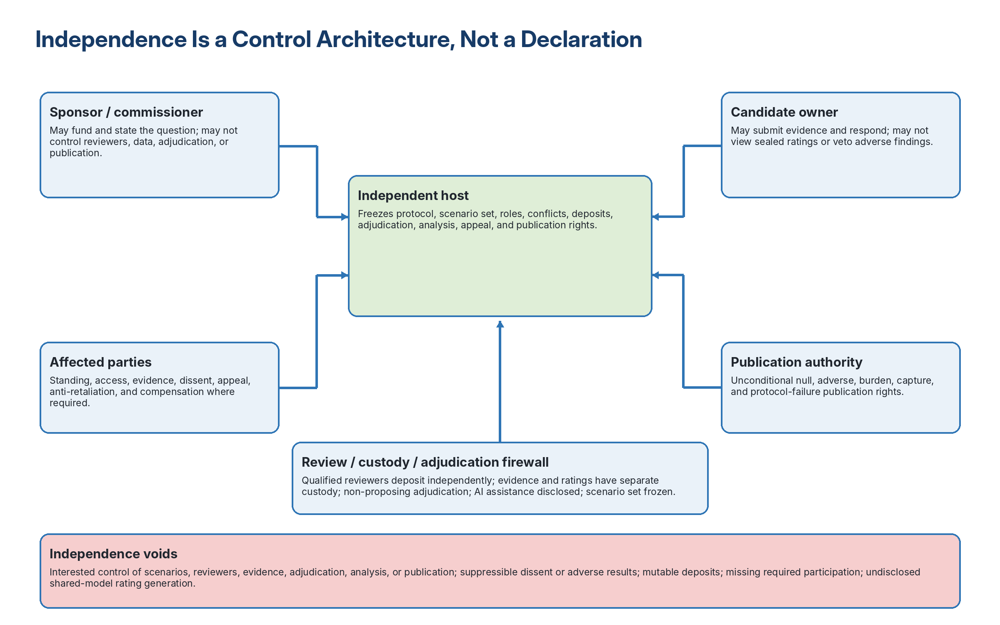 Independence Is a Control Architecture, Not a Declaration
Sponsor / commissioner
May fund and state the question; may not
control reviewers, data, adjudication, or
publication.
Candidate owner
May submit evidence and respond; may not
view sealed ratings or veto adverse findings.
Independent host
Freezes protocol, scenario set, roles, conflicts, deposits,
adjudication, analysis, appeal, and publication rights.
Affected parties
Standing, access, evidence, dissent, appeal,
anti-retaliation, and compensation where
required.
Publication authority
Unconditional null, adverse, burden, capture,
and protocol-failure publication rights.
Review / custody / adjudication firewall
Qualified reviewers deposit independently; evidence and ratings have separate
custody; non-proposing adjudication; AI assistance disclosed; scenario set frozen.
Independence voids
Interested control of scenarios, reviewers, evidence, adjudication, analysis, or publication; suppressible dissent or adverse results; mutable deposits; missing required participation; undisclosed
shared-model rating generation.